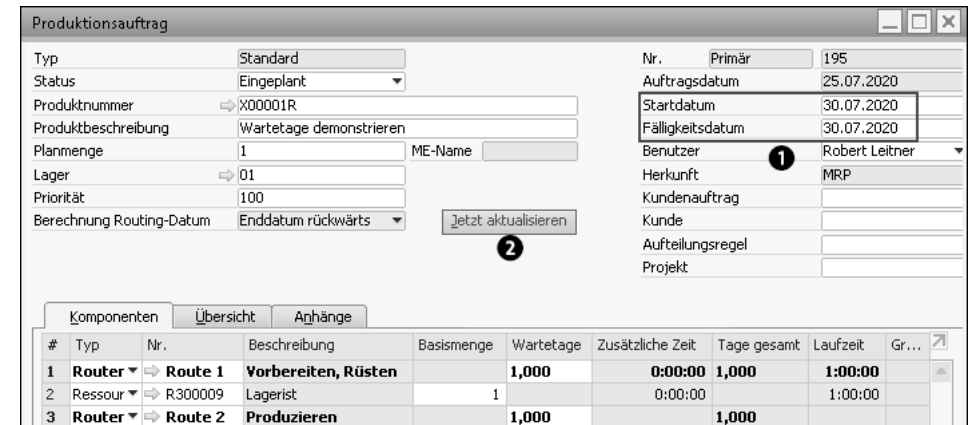 Produktionsauftrag
Typ Standard Nr. Primär 195
Status Eingeplant Auftragsdatum 25.07.2020
Produktnummer X00001R Startdatum 30.07.2020
Produktbeschreibung Wartetage demonstrieren Fälligkeitsdatum 30.07.2020
Planmenge 1 ME-Name Benutzer 1 Robert Leitner
Lager 01 Herkunft MRP
Priorität 100 Kundenauftrag
Berechnung Routing-Datum Enddatum rückwärts Jetzt aktualisieren Kunde
2 Aufteilungsregel
Projekt
Komponenten Übersicht Anhänge
# Typ Nr. Beschreibung Basismenge Wartetage Zusätzliche Zeit Tage gesamt Laufzeit Gr...
1 Router Route 1 Vorbereiten, Rüsten 1,000 0:00:00 1,000 1:00:00
2 Ressour R300009 Lagerist 1 0:00:00 1:00:00
3 Router Route 2 Produzieren 1,000 1,000